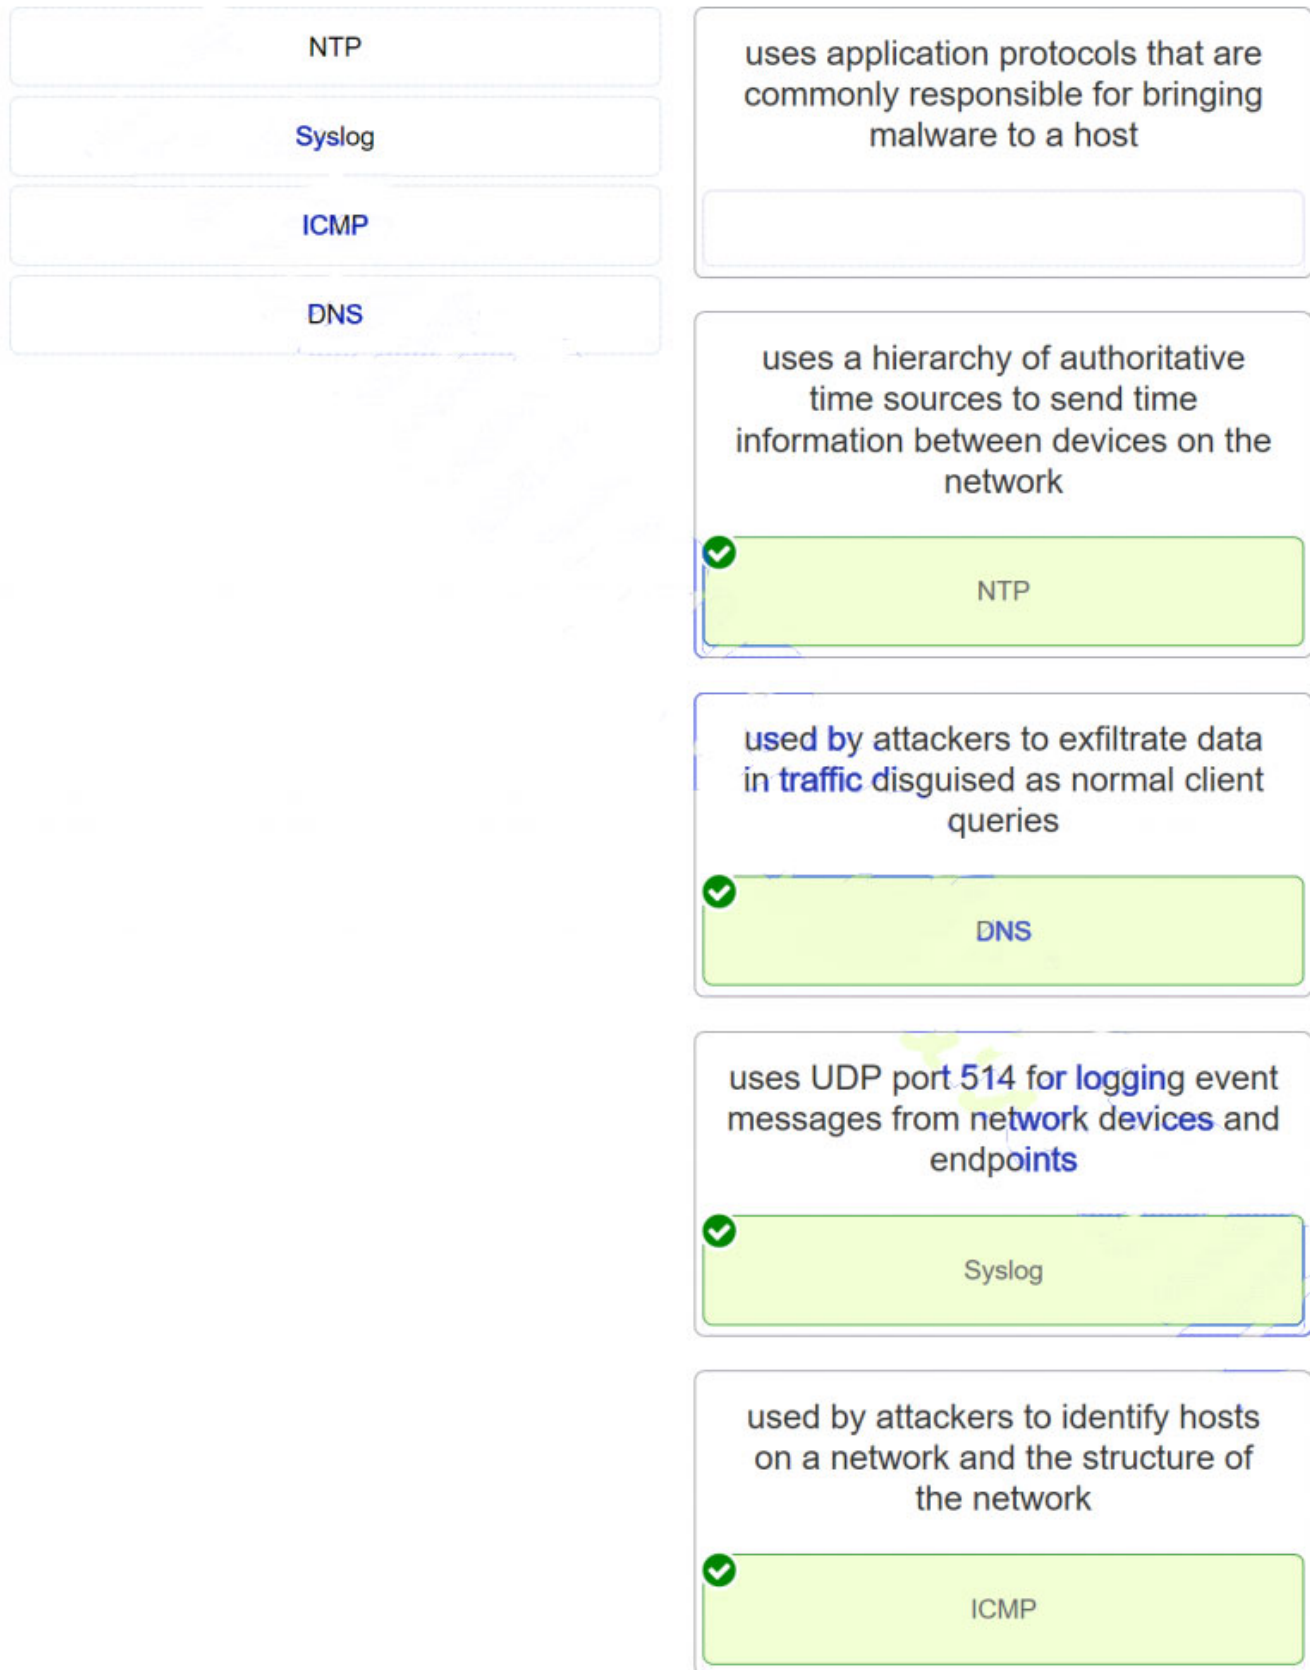 NTP
Syslog
ICMP
DNS
uses application protocols that are
commonly responsible for bringing
malware to a host
uses a hierarchy of authoritative
time sources to send time
information between devices on the
network
NTP
used by attackers to exfiltrate data
in traffic disguised as normal client
queries
DNS
uses UDP port 514 for logging event
messages from network devices and
endpoints
Syslog
used by attackers to identify hosts
on a network and the structure of
the network
ICMP